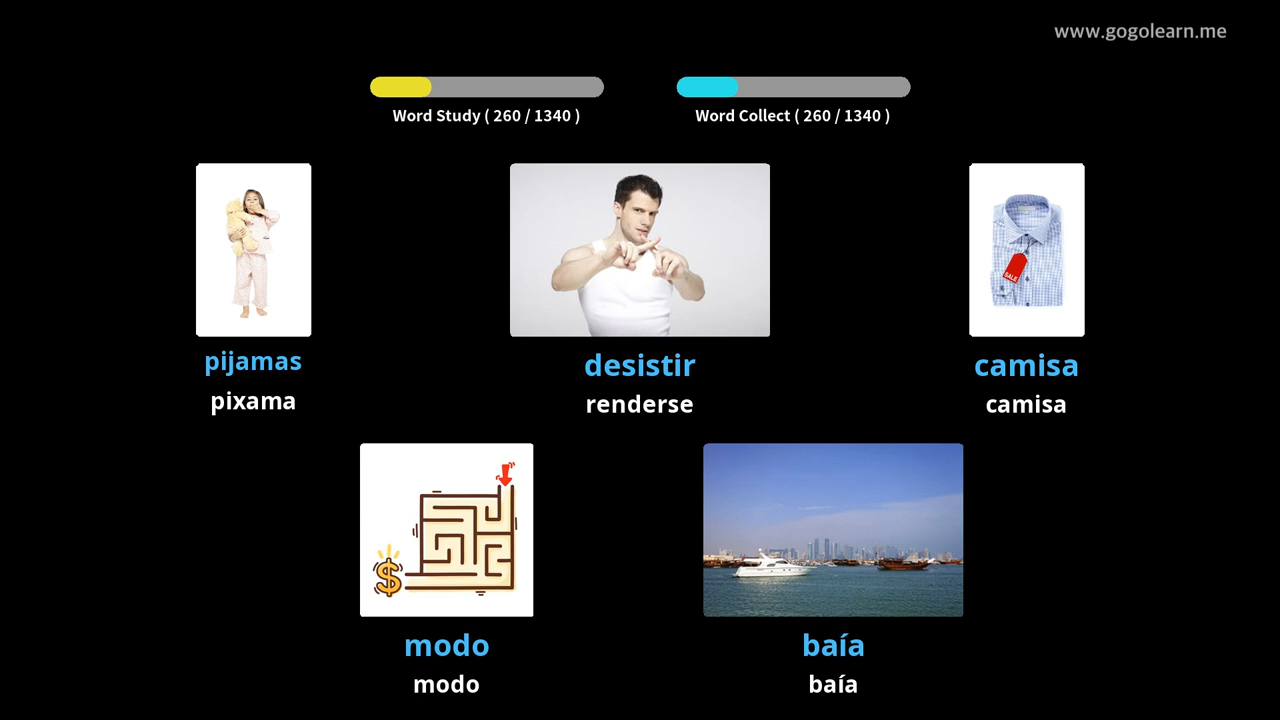 www.gogolearn.me
Word Study ( 260 / 1340 )
Word Collect ( 260 / 1340 )
SALE
pijamas
desistir
camisa
pixama
renderse
camisa
$
modo
baía
modo
baía